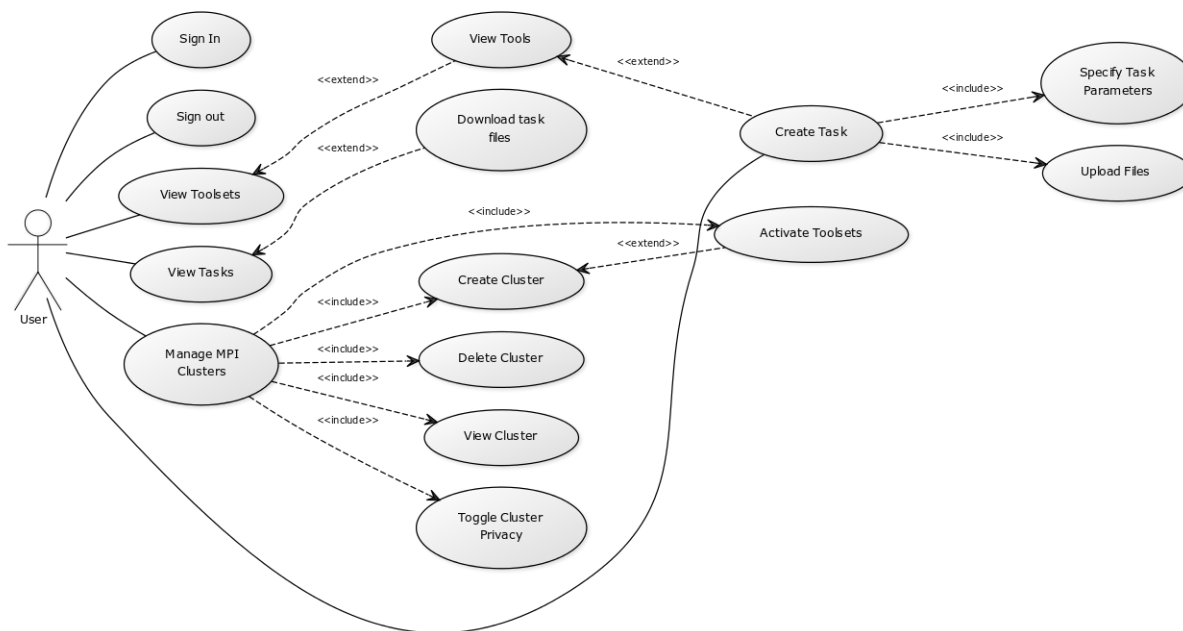 Sign In
View Tools
<<extend>>
<<extend>>
Specify Task
Parameters
<<include>>
Sign out
Download task
files
Create Task
<<include>>
<<extend>>
Upload Files
View Toolsets
<<include>>
Activate Toolsets
<<extend>>
View Tasks
Create Cluster
User
<<include>>
Manage MPI
Clusters
<<include>>
Delete Cluster
<<include>>
View Cluster
<<include>>
Toggle Cluster
Privacy